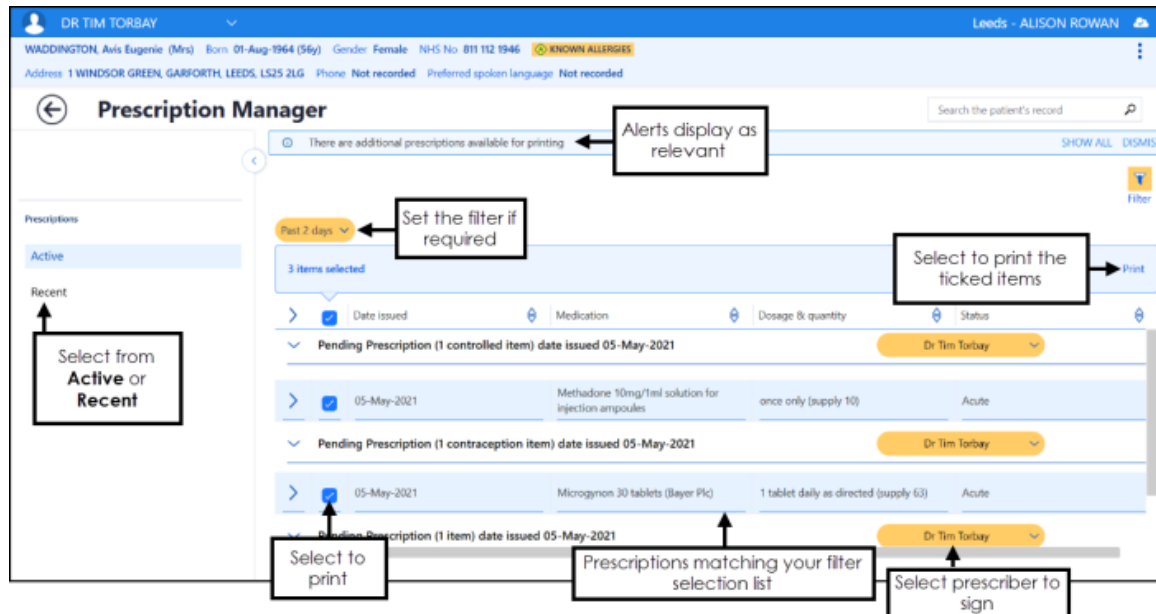 DR TIM TORBAY
Leeds - ALISON ROWAN
WADDINGTON, Avis Eugenie (Mrs) Born 01-Aug-1964 (56y) Gender Female NHS No 811 112 1946 KNOWN ALLERGIES
Address 1 WINDSOR GREEN, GARFORTH, LEEDS, LS25 2LG Phone Not recorded Preferred spoken language Not recorded
Prescription Manager
Search the patient's record
There are additional prescriptions available for printing
Alerts display as
relevant
SHOW ALL DISMIS
Filter
Prescriptions
Past 2 days
Set the filter if
required
Active
3 items selected
Select to print the
ticked items
Print
Recent
Date issued Medication Dosage & quantity Status
Select from
Active or
Recent
Pending Prescription (1 controlled item) date issued 05-May-2021 Dr Tim Torbay
05-May-2021 Methadone 10mg/1ml solution for
injection ampoules
once only (supply 10) Acute
Pending Prescription (1 contraception item) date issued 05-May-2021 Dr Tim Torbay
05-May-2021 Microgynon 30 tablets (Bayer Plc) 1 tablet daily as directed (supply 63) Acute
Pending Prescription (1 item) date issued 05-May-2021 Dr Tim Torbay
Select to
print
Prescriptions matching your filter
selection list
Select prescriber to
sign